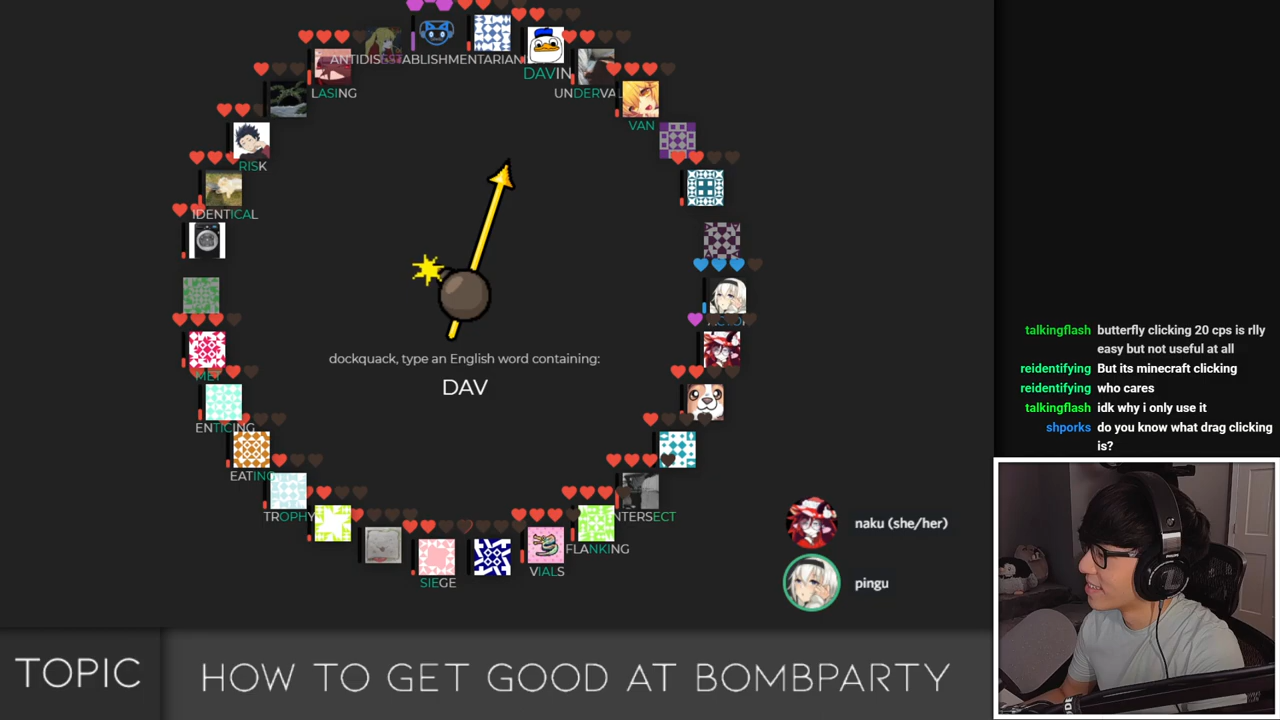 ANTIDISESTABLISHMENTARIAN
DAVIN
LASING
UNDERVA
VAN
RISK
IDENTICAL
MET
ENTICING
EATING
TROPHY
SIEGE
VIALS
FLANKING
NTERSECT
dockquack, type an English word containing:
DAV
naku (she/her)
pingu
talkingflash butterfly clicking 20 cps is rlly
easy but not useful at all
reidentifying But its minecraft clicking
reidentifying who cares
talkingflash idk why i only use it
shporks do you know what drag clicking
is?
TOPIC
HOW TO GET GOOD AT BOMBPARTY